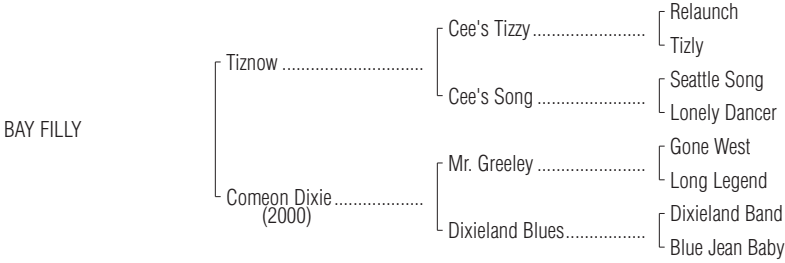 Relaunch
Cee's Tizzy
Tizly
Tiznow
Seattle Song
Cee's Song
Lonely Dancer
BAY FILLY
Gone West
Mr. Greeley
Long Legend
Comeon Dixie
(2000)
Dixieland Band
Dixieland Blues
Blue Jean Baby